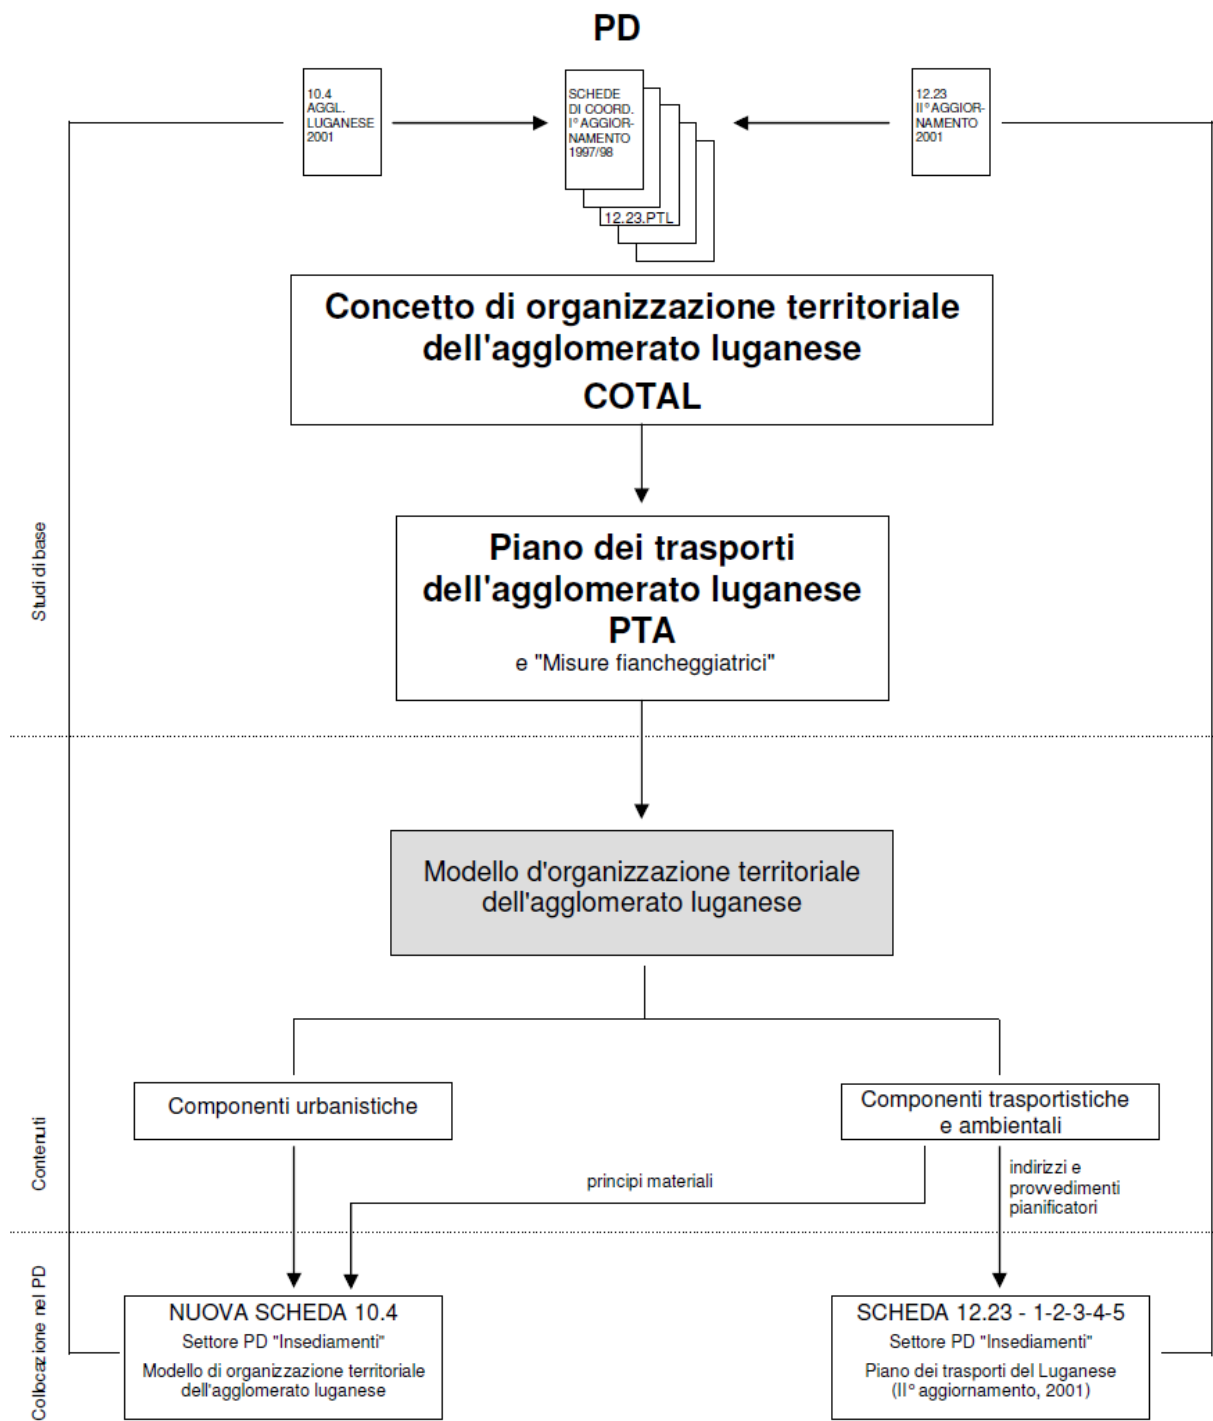 PD
10.4
AGGL.
LUGANESE
2001
SCHEDE
DI COORD.
I° AGGIOR-
NAMENTO
1997/98
12.23.PTL
12.23
II° AGGIOR-
NAMENTO
2001
Concetto di organizzazione territoriale
dell'agglomerato luganese
COTAL
Studi di base
Piano dei trasporti
dell'agglomerato luganese
PTA
e "Misure fiancheggiatrici"
Modello d'organizzazione territoriale
dell'agglomerato luganese
Contenuti
Componenti urbanistiche
Componenti trasportistiche
e ambientali
principi materiali
indirizzi e
provvedimenti
pianificatori
Collocazione nel PD
NUOVA SCHEDA 10.4
Settore PD "Insediamenti"
Modello di organizzazione territoriale
dell'agglomerato luganese
SCHEDA 12.23 - 1-2-3-4-5
Settore PD "Insediamenti"
Piano dei trasporti del Luganese
(II° aggiornamento, 2001)